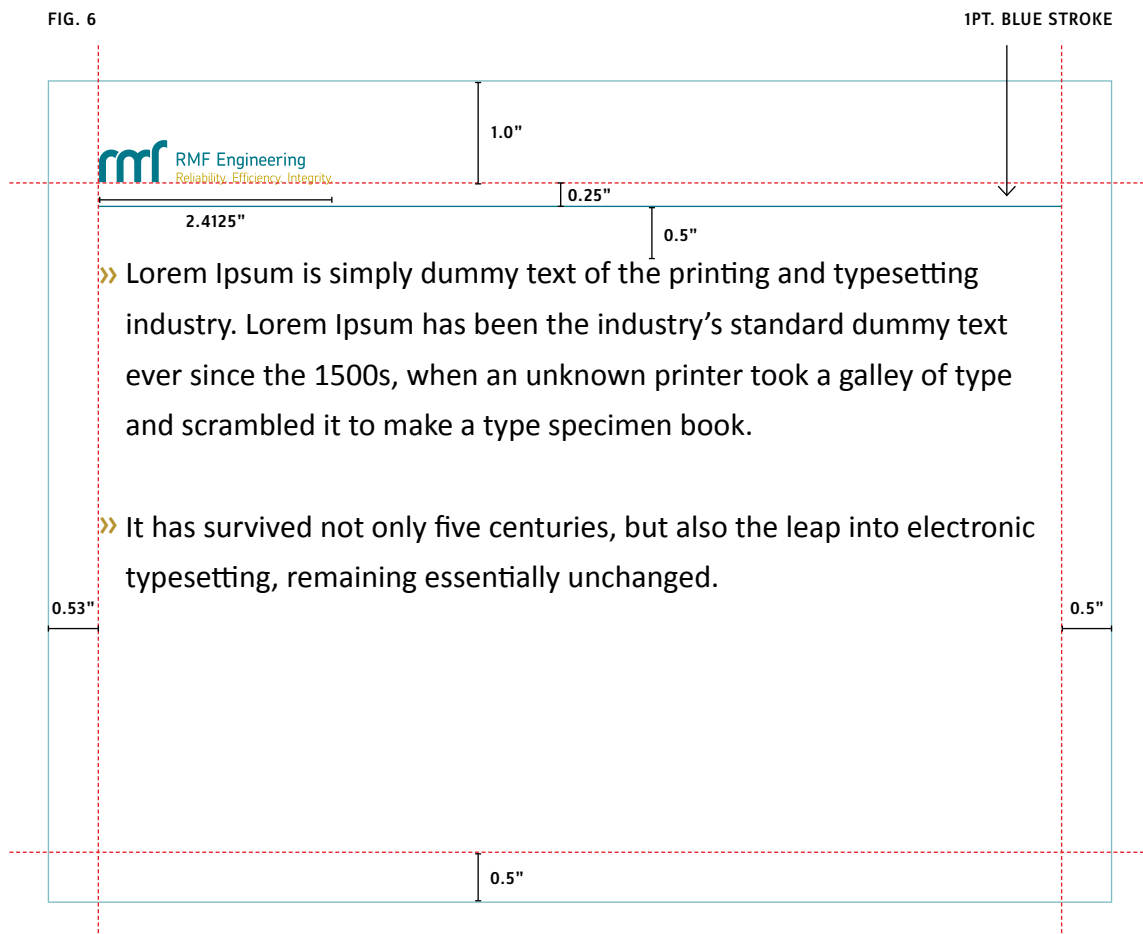 FIG. 6
1PT. BLUE STROKE
1.0"
rmf
RMF Engineering
Reliability. Efficiency. Integrity.
0.25"
2.4125"
0.5"
» Lorem Ipsum is simply dummy text of the printing and typesetting
industry. Lorem Ipsum has been the industry’s standard dummy text
ever since the 1500s, when an unknown printer took a galley of type
and scrambled it to make a type specimen book.
» It has survived not only five centuries, but also the leap into electronic
typesetting, remaining essentially unchanged.
0.53"
0.5"
0.5"